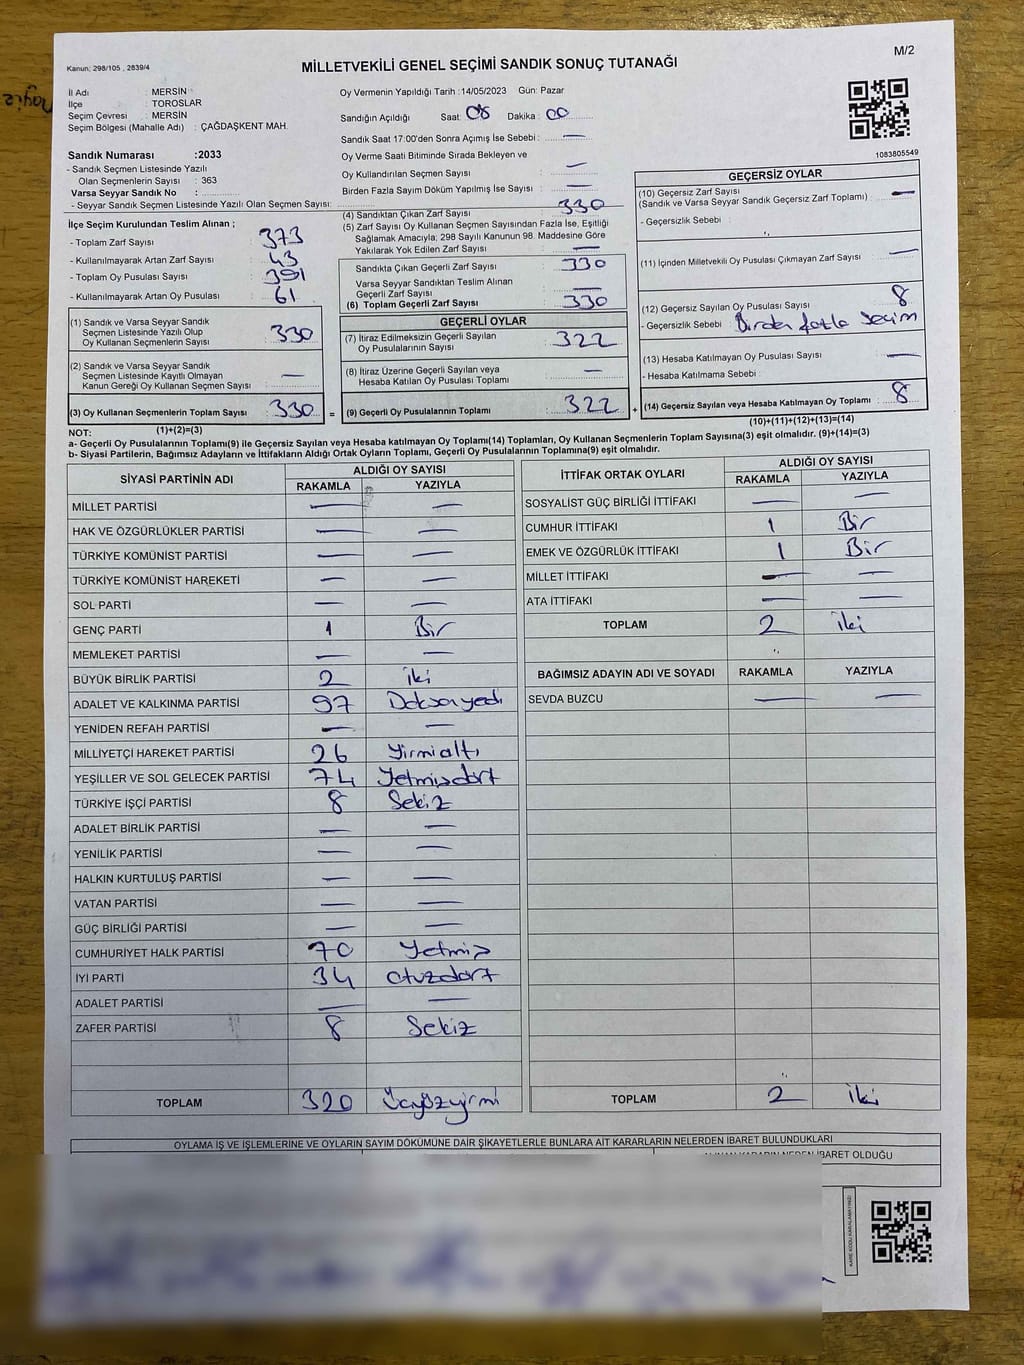 M/2
Kanun; 298/105 , 2839/4
MİLLETVEKİLİ GENEL SEÇİMİ SANDIK SONUÇ TUTANAĞI
İl Adı : MERSİN
İlçe : TOROSLAR
Seçim Çevresi : MERSİN
Seçim Bölgesi (Mahalle Adı) : ÇAĞDAŞKENT MAH.
Sandık Numarası :2033
- Sandık Seçmen Listesinde Yazılı
Olan Seçmenlerin Sayısı : 363
Varsa Seyyar Sandık No :
- Seyyar Sandık Seçmen Listesinde Yazılı Olan Seçmen Sayısı:
Oy Vermenin Yapıldığı Tarih :14/05/2023 Gün: Pazar
Sandığın Açıldığı Saat: 08 Dakika : 00
Sandık Saat 17:00'den Sonra Açımış İse Sebebi : —
Oy Verme Saati Bitiminde Sırada Bekleyen ve
Oy Kullandırılan Seçmen Sayısı : —
Birden Fazla Sayım Döküm Yapılmış İse Sayısı : —
1083805549
İlçe Seçim Kurulundan Teslim Alınan ;
- Toplam Zarf Sayısı : 373
- Kullanılmayarak Artan Zarf Sayısı : 43
- Toplam Oy Pusulası Sayısı : 391
- Kullanılmayarak Artan Oy Pusulası : 61
(1) Sandık ve Varsa Seyyar Sandık
Seçmen Listesinde Yazılı Olup
Oy Kullanan Seçmenlerin Sayısı : 330
(2) Sandık ve Varsa Seyyar Sandık
Seçmen Listesinde Kayıtlı Olmayan
Kanun Gereği Oy Kullanan Seçmen Sayısı : —
(3) Oy Kullanan Seçmenlerin Toplam Sayısı : 330 =
(1)+(2)=(3)
(4) Sandıktan Çıkan Zarf Sayısı : 330
(5) Zarf Sayısı Oy Kullanan Seçmen Sayısından Fazla İse, Eşitliği
Sağlamak Amacıyla, 298 Sayılı Kanunun 98. Maddesine Göre
Yakılarak Yok Edilen Zarf Sayısı : —
Sandıkta Çıkan Geçerli Zarf Sayısı : 330
Varsa Seyyar Sandıktan Teslim Alınan
Geçerli Zarf Sayısı : —
(6) Toplam Geçerli Zarf Sayısı : 330
GEÇERLİ OYLAR
(7) İtiraz Edilmeksizin Geçerli Sayılan
Oy Pusulalarının Sayısı : 322
(8) İtiraz Üzerine Geçerli Sayılan veya
Hesaba Katılan Oy Pusulası Toplamı : —
(9) Geçerli Oy Pusulalarının Toplamı : 322 +
GEÇERSİZ OYLAR
(10) Geçersiz Zarf Sayısı
(Sandık ve Varsa Seyyar Sandık Geçersiz Zarf Toplamı) : —
- Geçersizlik Sebebi :
(11) İçinden Milletvekili Oy Pusulası Çıkmayan Zarf Sayısı : —
(12) Geçersiz Sayılan Oy Pusulası Sayısı : 8
- Geçersizlik Sebebi : Birden fazla seçim
(13) Hesaba Katılmayan Oy Pusulası Sayısı : —
- Hesaba Katılmama Sebebi :
(14) Geçersiz Sayılan veya Hesaba Katılmayan Oy Toplamı : 8
(10)+(11)+(12)+(13)=(14)
NOT:
a- Geçerli Oy Pusulalarının Toplamı(9) ile Geçersiz Sayılan veya Hesaba katılmayan Oy Toplamı(14) Toplamları, Oy Kullanan Seçmenlerin Toplam Sayısına(3) eşit olmalıdır. (9)+(14)=(3)
b- Siyasi Partilerin, Bağımsız Adayların ve İttifakların Aldığı Ortak Oyların Toplamı, Geçerli Oy Pusulalarının Toplamına(9) eşit olmalıdır.
SİYASİ PARTİNİN ADI ALDIĞI OY SAYISI
RAKAMLA YAZIYLA
MİLLET PARTİSİ — —
HAK VE ÖZGÜRLÜKLER PARTİSİ — —
TÜRKİYE KOMÜNİST PARTİSİ — —
TÜRKİYE KOMÜNİST HAREKETİ — —
SOL PARTİ — —
GENÇ PARTİ 1 Bir
MEMLEKET PARTİSİ — —
BÜYÜK BİRLİK PARTİSİ 2 iki
ADALET VE KALKINMA PARTİSİ 97 Doksanyedi
YENİDEN REFAH PARTİSİ — —
MİLLİYETÇİ HAREKET PARTİSİ 26 Yirmialtı
YEŞİLLER VE SOL GELECEK PARTİSİ 74 Yetmişdört
TÜRKİYE İŞÇİ PARTİSİ 8 Sekiz
ADALET BİRLİK PARTİSİ — —
YENİLİK PARTİSİ — —
HALKIN KURTULUŞ PARTİSİ — —
VATAN PARTİSİ — —
GÜÇ BİRLİĞİ PARTİSİ — —
CUMHURİYET HALK PARTİSİ 70 Yetmiş
İYİ PARTİ 34 otuzdört
ADALET PARTİSİ — —
ZAFER PARTİSİ 8 Sekiz
TOPLAM 320 Üçyüzyirmi
İTTİFAK ORTAK OYLARI ALDIĞI OY SAYISI
RAKAMLA YAZIYLA
SOSYALİST GÜÇ BİRLİĞİ İTTİFAKI — —
CUMHUR İTTİFAKI 1 Bir
EMEK VE ÖZGÜRLÜK İTTİFAKI 1 Bir
MİLLET İTTİFAKI — —
ATA İTTİFAKI — —
TOPLAM 2 iki
BAĞIMSIZ ADAYIN ADI VE SOYADI RAKAMLA YAZIYLA
SEVDA BUZCU — —
TOPLAM 2 iki
OYLAMA İŞ VE İŞLEMLERİNE VE OYLARIN SAYIM DÖKÜMÜNE DAİR ŞİKAYETLERLE BUNLARA AİT KARARLARIN NELERDEN İBARET BULUNDUKLARI
ALINAN KARARIN NEDEN İBARET OLDUĞU